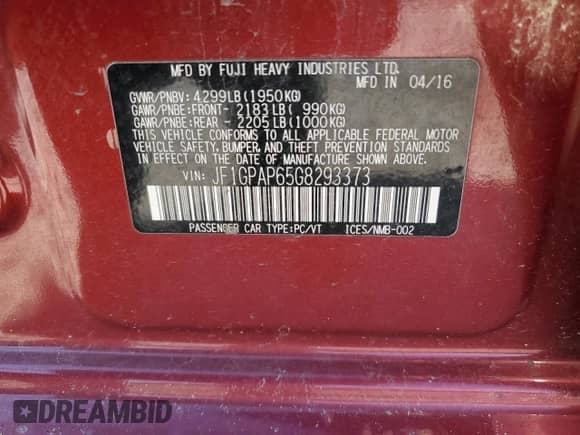 MFD BY FUJI HEAVY INDUSTRIES LTD.
MFD IN 04/16
GVWR/PNBV: 4299LB (1950KG)
GAWR/PNBE: FRONT- 2183LB ( 990KG)
GAWR/PNBE: REAR - 2205LB (1000KG)
THIS VEHICLE CONFORMS TO ALL APPLICABLE FEDERAL MOTOR
VEHICLE SAFETY, BUMPER, AND THEFT PREVENTION STANDARDS
IN EFFECT ON THE DATE OF MANUFACTURE SHOWN ABOVE.
VIN: JF1GPAP65G8293373
PASSENGER CAR TYPE:PC/VT ICES/NMB-002
DREAMBID